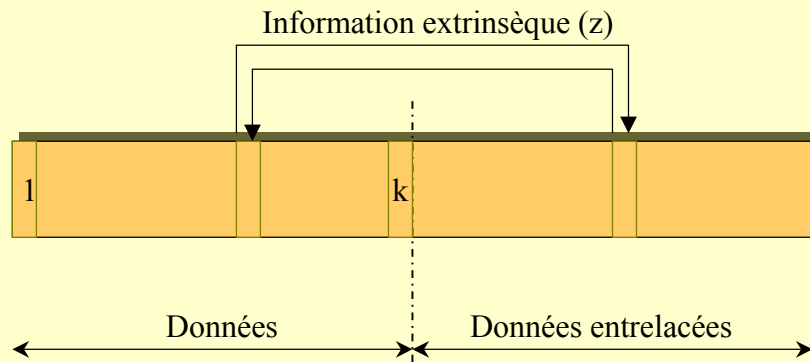 Information extrinsèque (z)
1 k
Données Données entrelacées